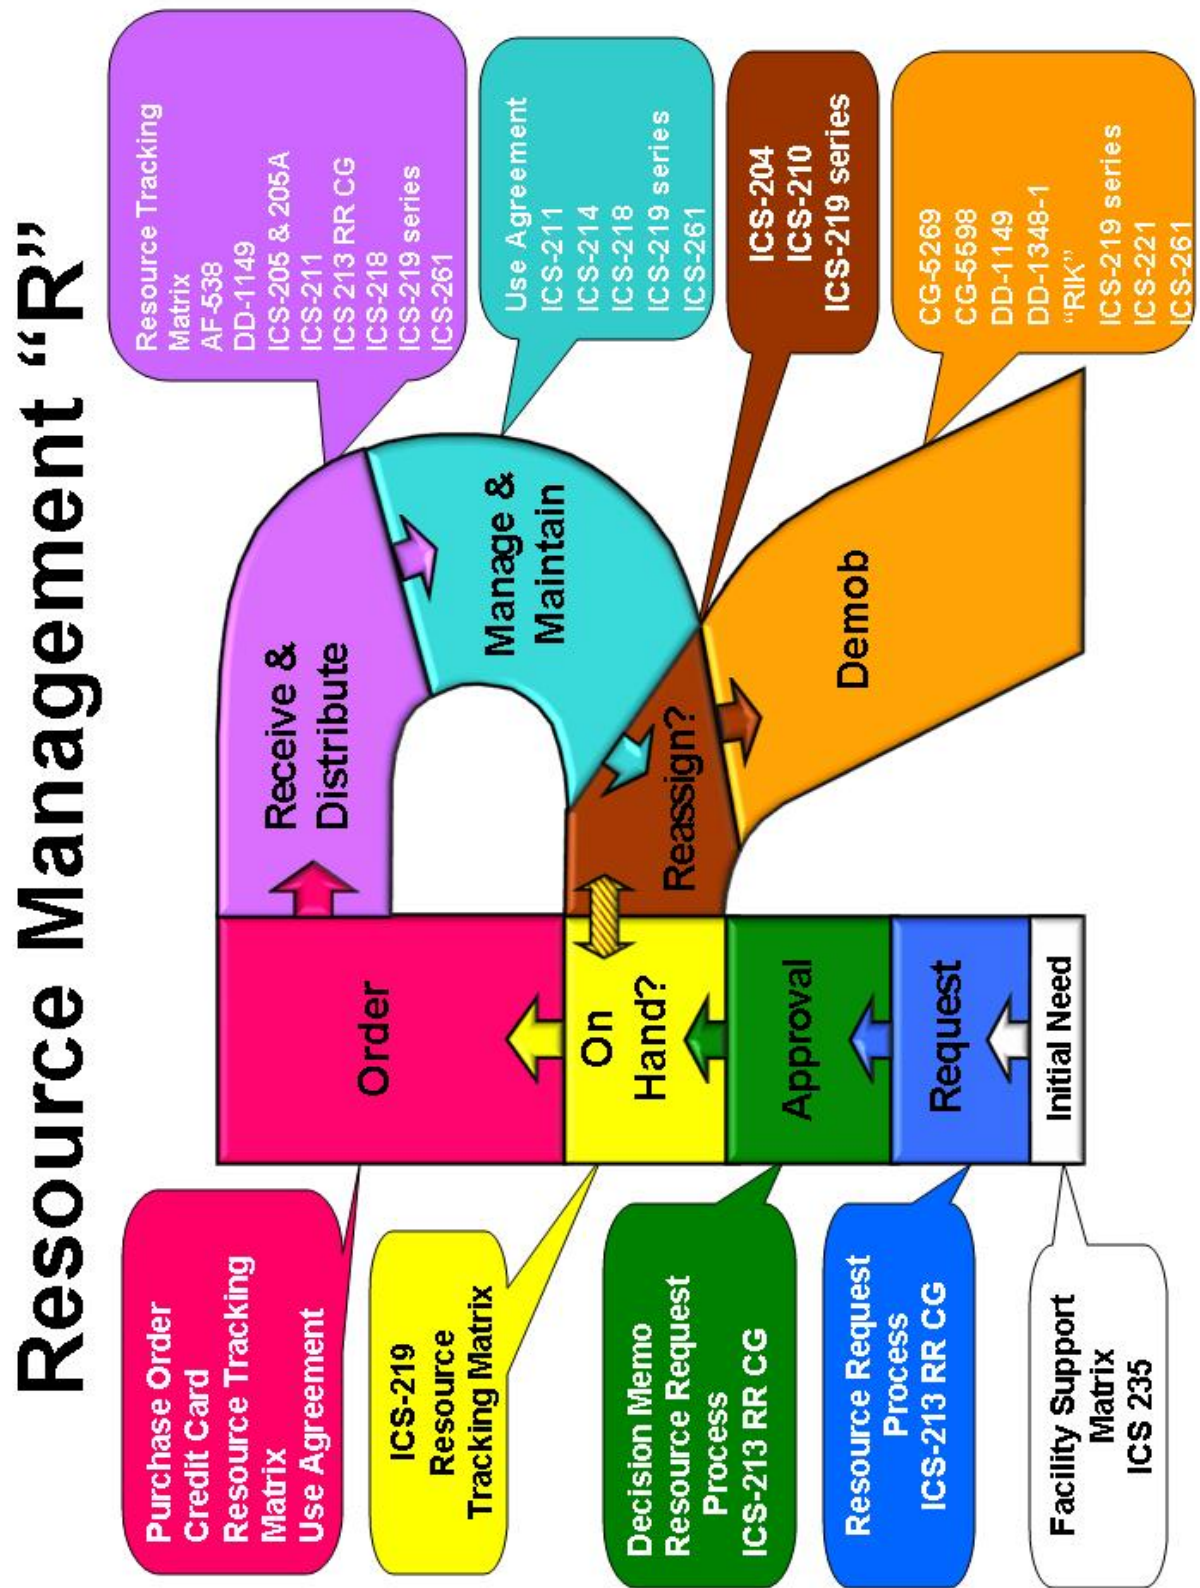 Resource Management “R”
Purchase Order
Credit Card
Resource Tracking
Matrix
Use Agreement
ICS-219
Resource
Tracking Matrix
Decision Memo
Resource Request
Process
ICS-213 RR CG
Resource Request
Process
ICS-213 RR CG
Facility Support
Matrix
ICS 235
Order
On
Hand?
Approval
Request
Initial Need
Receive &
Distribute
Manage &
Maintain
Reassign?
Demob
Resource Tracking
Matrix
AF-538
DD-1149
ICS-205 & 205A
ICS-211
ICS 213 RR CG
ICS-218
ICS-219 series
ICS-261
Use Agreement
ICS-211
ICS-214
ICS-218
ICS-219 series
ICS-261
ICS-204
ICS-210
ICS-219 series
CG-5269
CG-5598
DD-1149
DD-1348-1
“RIK”
ICS-219 series
ICS-221
ICS-261